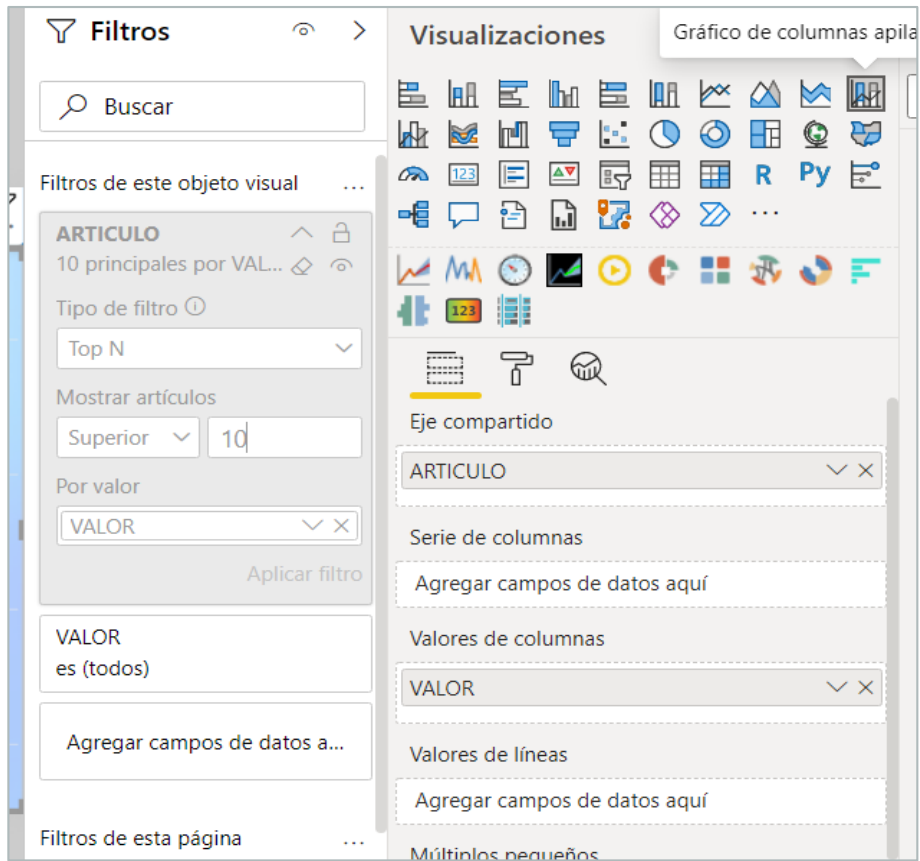 Filtros
Buscar
Filtros de este objeto visual ...
ARTICULO
10 principales por VAL...
Tipo de filtro
Top N
Mostrar artículos
Superior 10
Por valor
VALOR
Aplicar filtro
VALOR
es (todos)
Agregar campos de datos a...
Filtros de esta página ...
Visualizaciones
Gráfico de columnas apila
123
R Py
123
Eje compartido
ARTICULO
Serie de columnas
Agregar campos de datos aquí
Valores de columnas
VALOR
Valores de líneas
Agregar campos de datos aquí
Múltiplos pequeños